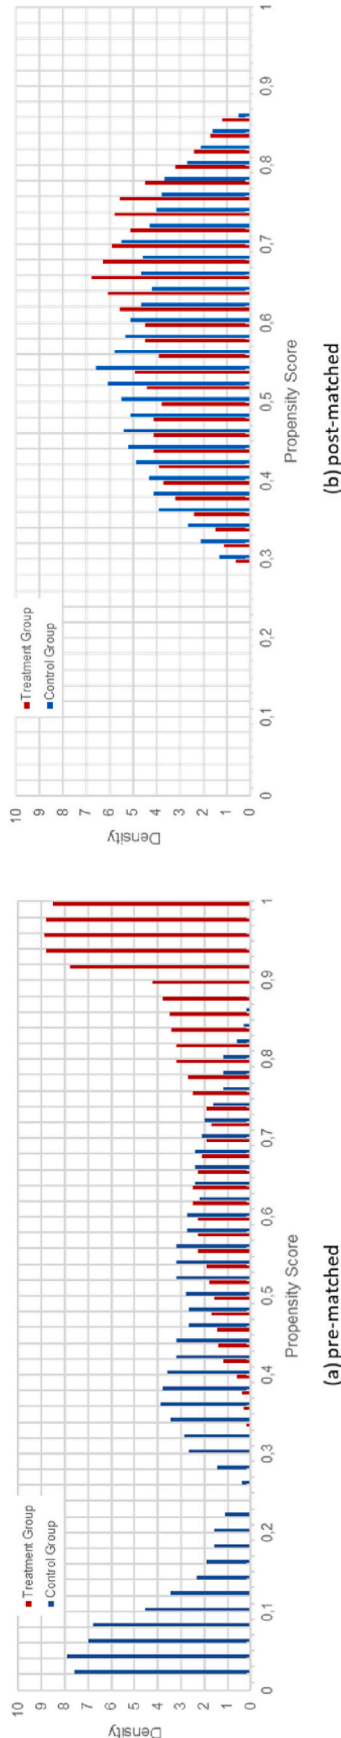 Treatment Group
Control Group
10
9
8
7
6
5
4
3
2
1
0
Density
0 0,1 0,2 0,3 0,4 0,5 0,6 0,7 0,8 0,9 1
Propensity Score
(a) pre-matched
Treatment Group
Control Group
10
9
8
7
6
5
4
3
2
1
0
Density
0 0,1 0,2 0,3 0,4 0,5 0,6 0,7 0,8 0,9 1
Propensity Score
(b) post-matched